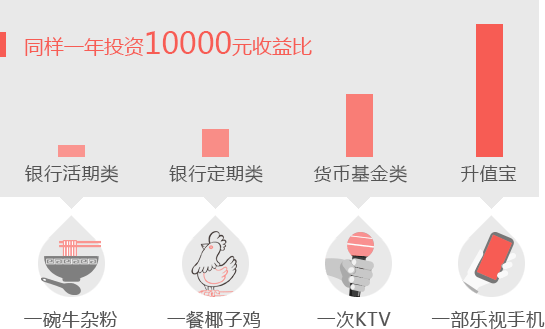 同样一年投资10000元收益比
银行活期类 银行定期类 货币基金类 升值宝
一碗牛杂粉 一餐椰子鸡 一次KTV 一部乐视手机